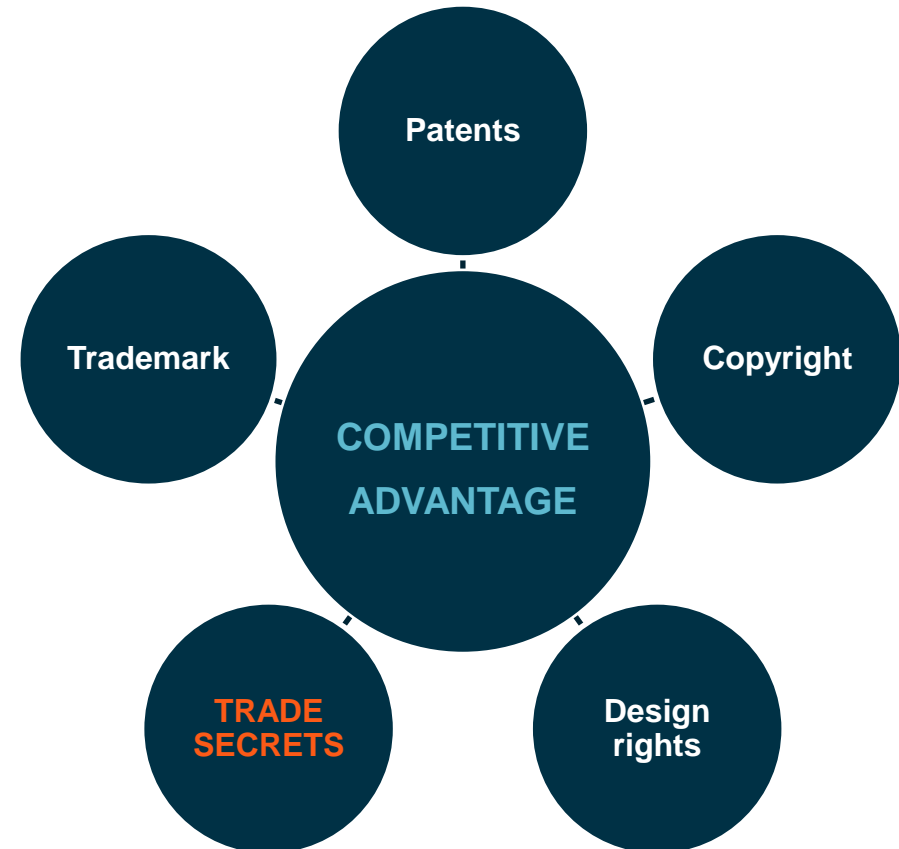 Patents
Trademark
Copyright
COMPETITIVE
ADVANTAGE
TRADE
SECRETS
Design
rights